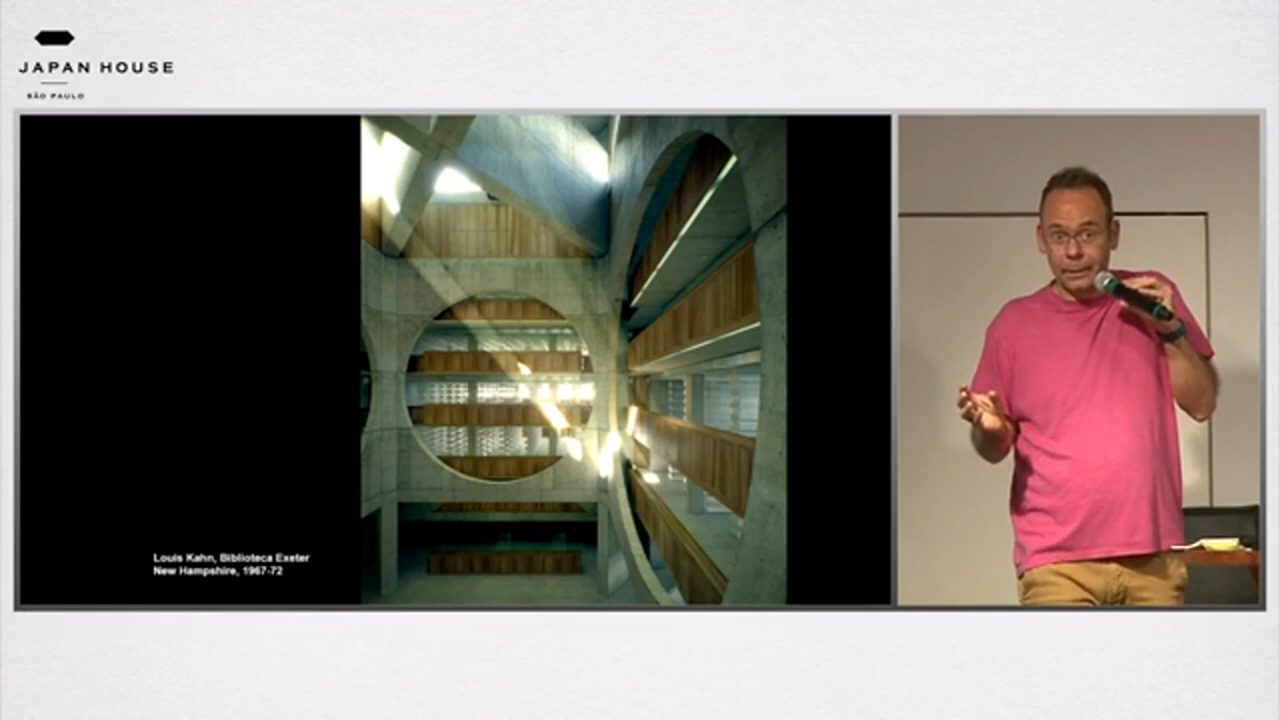 JAPAN HOUSE
SÃO PAULO
Louis Kahn, Biblioteca Exeter
New Hampshire, 1967-72